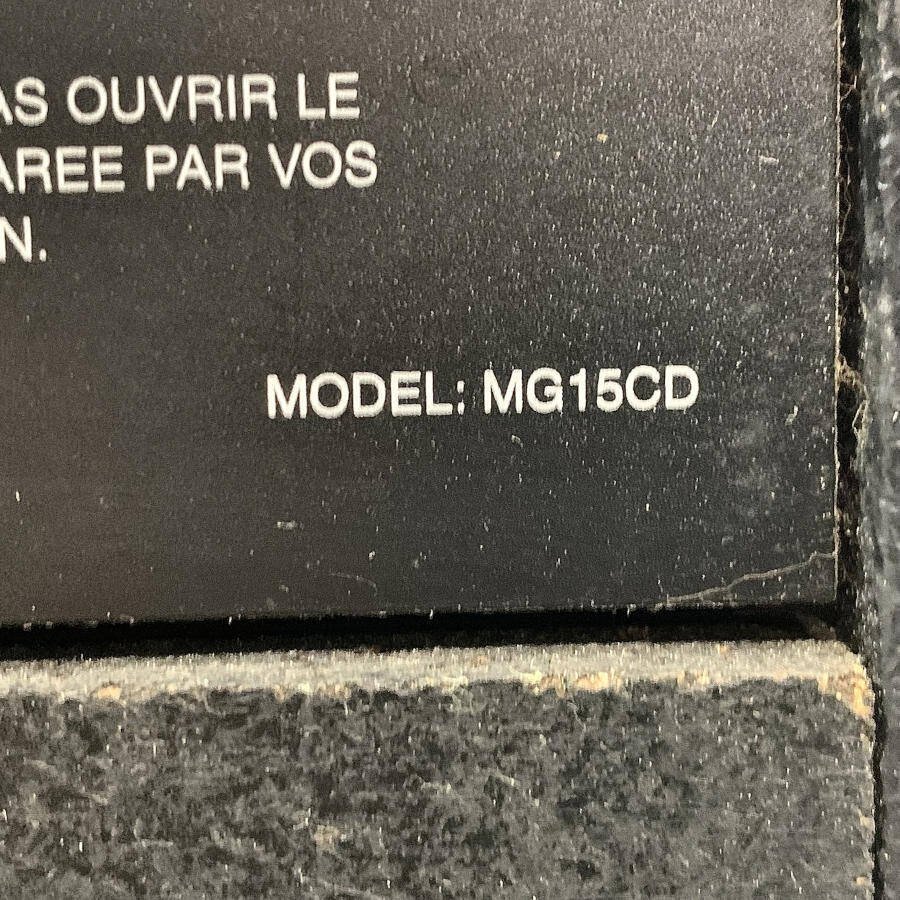 AS OUVRIR LE
AREE PAR VOS
N.
MODEL: MG15CD